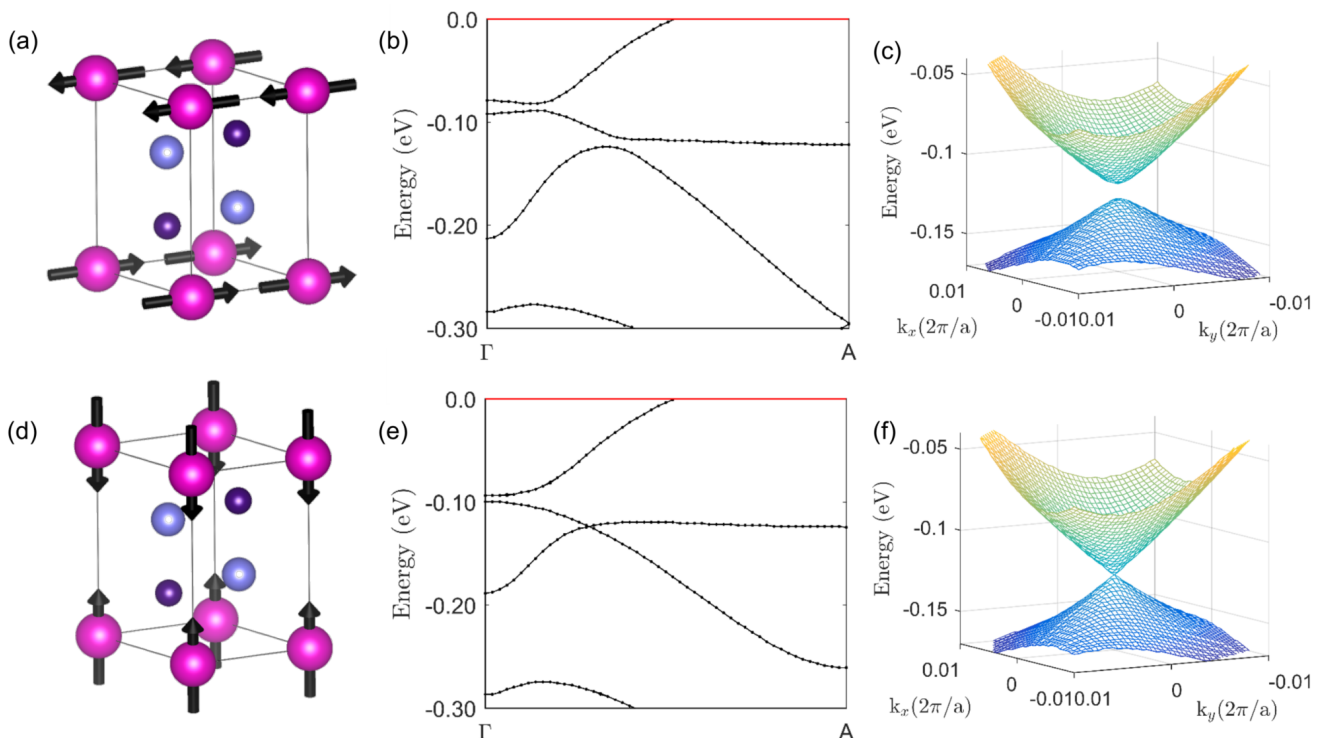 (a)
(b)
0.0
-0.10
-0.20
-0.30
Energy (eV)
Γ
A
(c)
-0.05
-0.1
-0.15
Energy (eV)
0.01
0
-0.010.01
0
-0.01
k_x(2π/a)
k_y(2π/a)
(d)
(e)
0.0
-0.10
-0.20
-0.30
Energy (eV)
Γ
A
(f)
-0.05
-0.1
-0.15
Energy (eV)
0.01
0
-0.010.01
0
-0.01
k_x(2π/a)
k_y(2π/a)